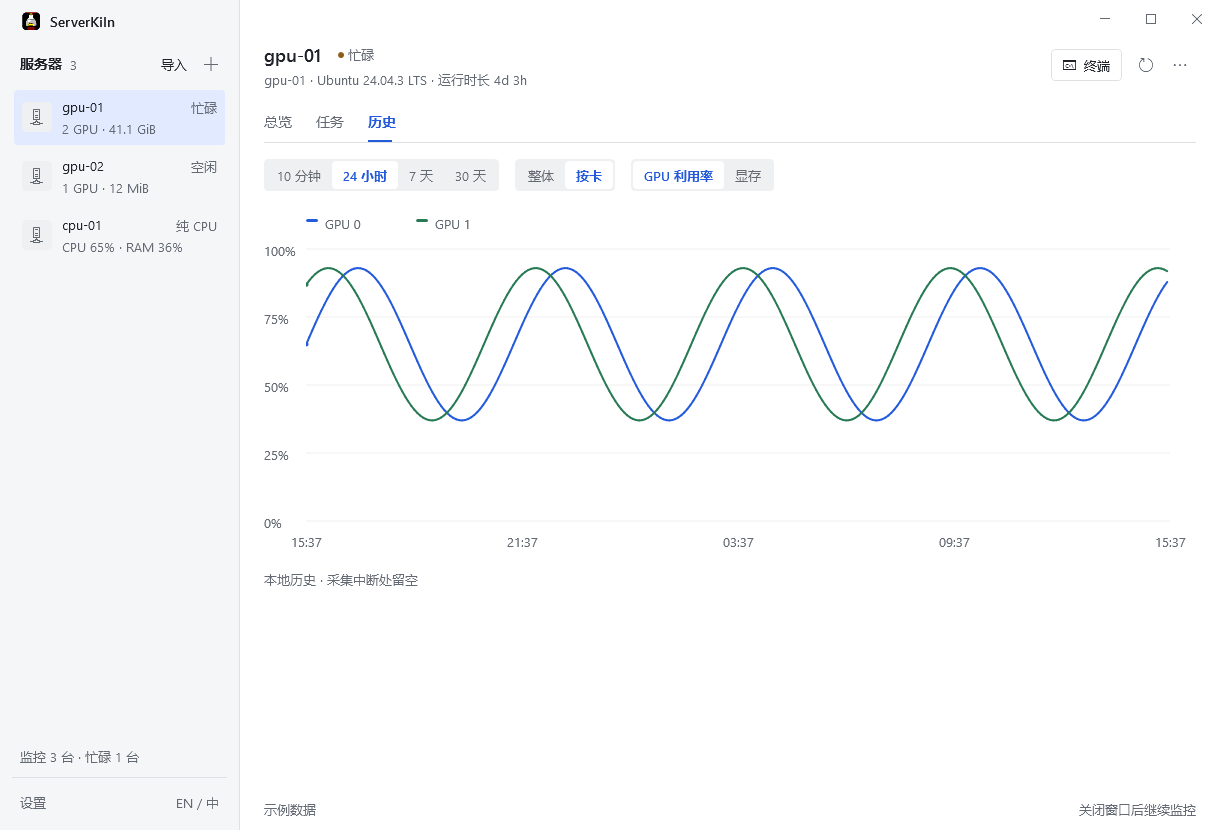 ServerKiln
服务器 3 导入
gpu-01 忙碌
2 GPU · 41.1 GiB
gpu-02 空闲
1 GPU · 12 MiB
cpu-01 纯 CPU
CPU 65% · RAM 36%
监控 3 台 · 忙碌 1 台
设置 EN / 中
gpu-01 忙碌
gpu-01 · Ubuntu 24.04.3 LTS · 运行时长 4d 3h
终端
总览 任务 历史
10 分钟 24 小时 7 天 30 天 整体 按卡 GPU 利用率 显存
GPU 0 GPU 1
100%
75%
50%
25%
0%
15:37 21:37 03:37 09:37 15:37
本地历史 · 采集中断处留空
示例数据 关闭窗口后继续监控